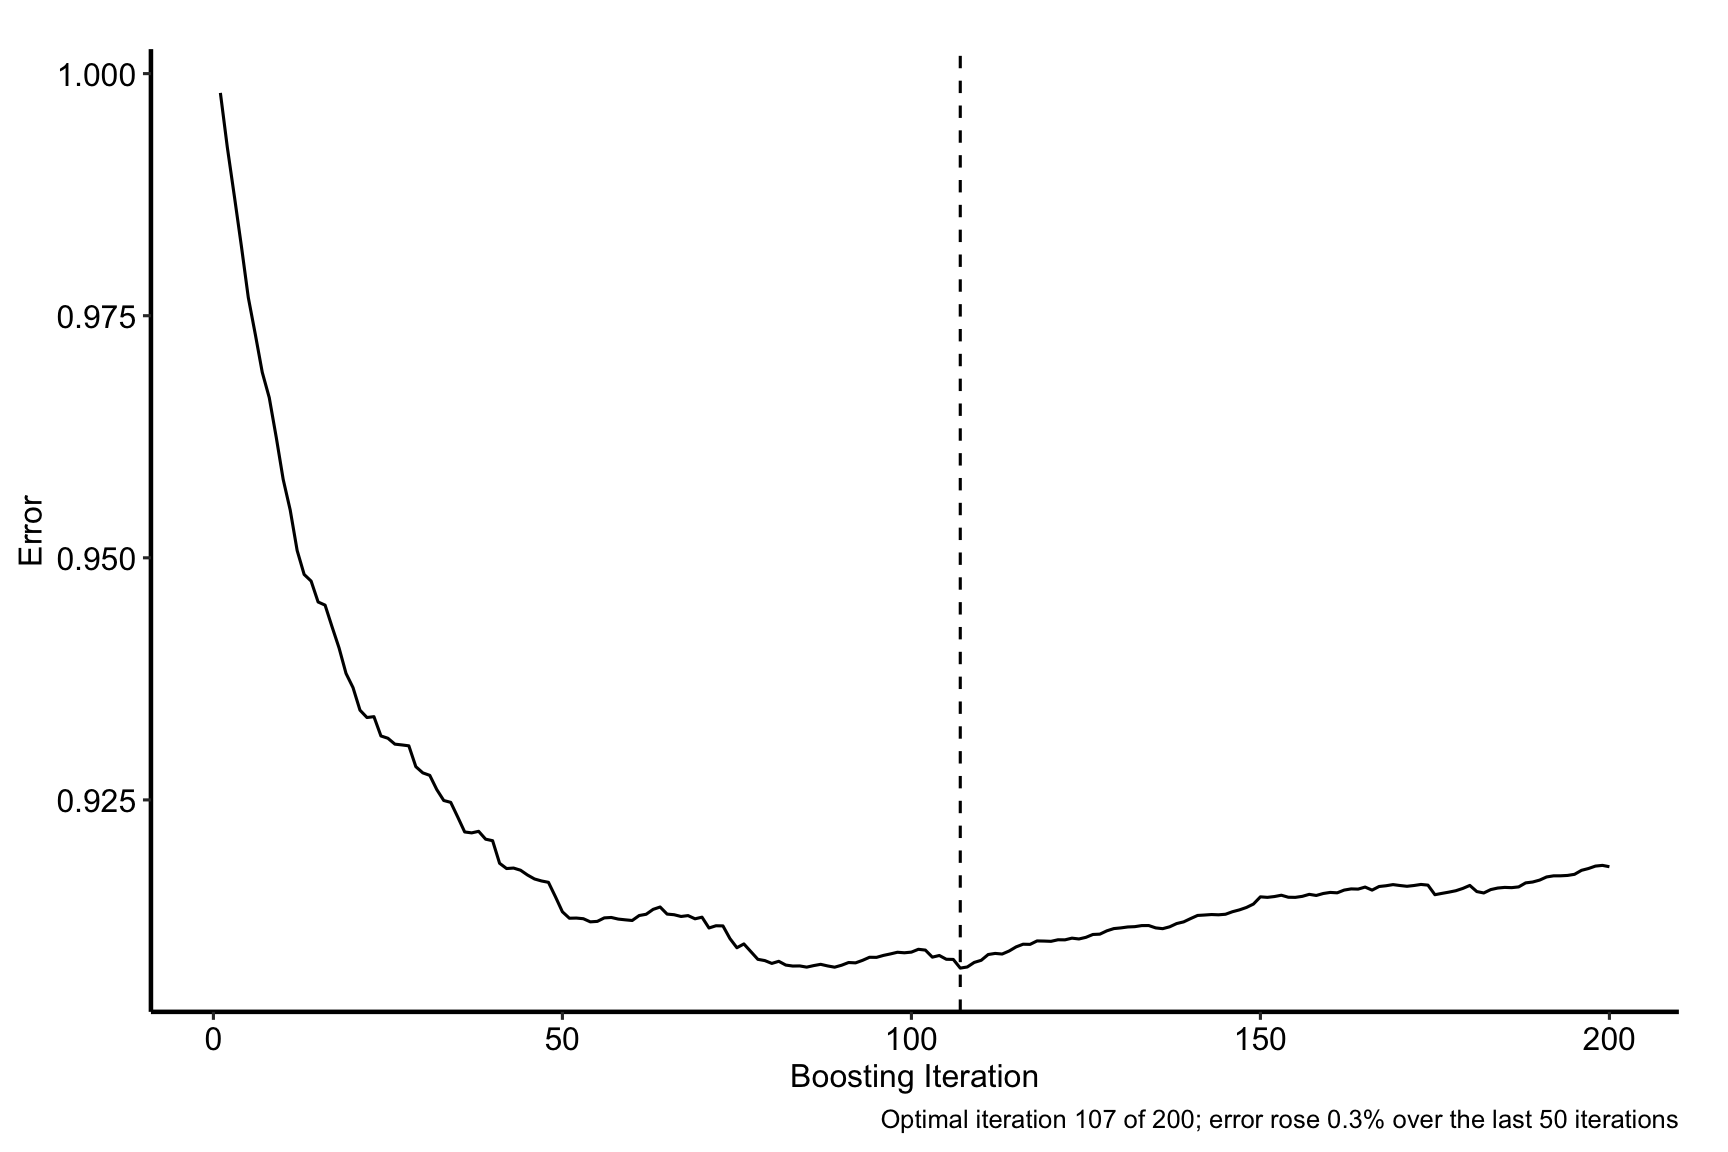 1.000
0.975
0.950
0.925
Error
0 50 100 150 200
Boosting Iteration
Optimal iteration 107 of 200; error rose 0.3% over the last 50 iterations